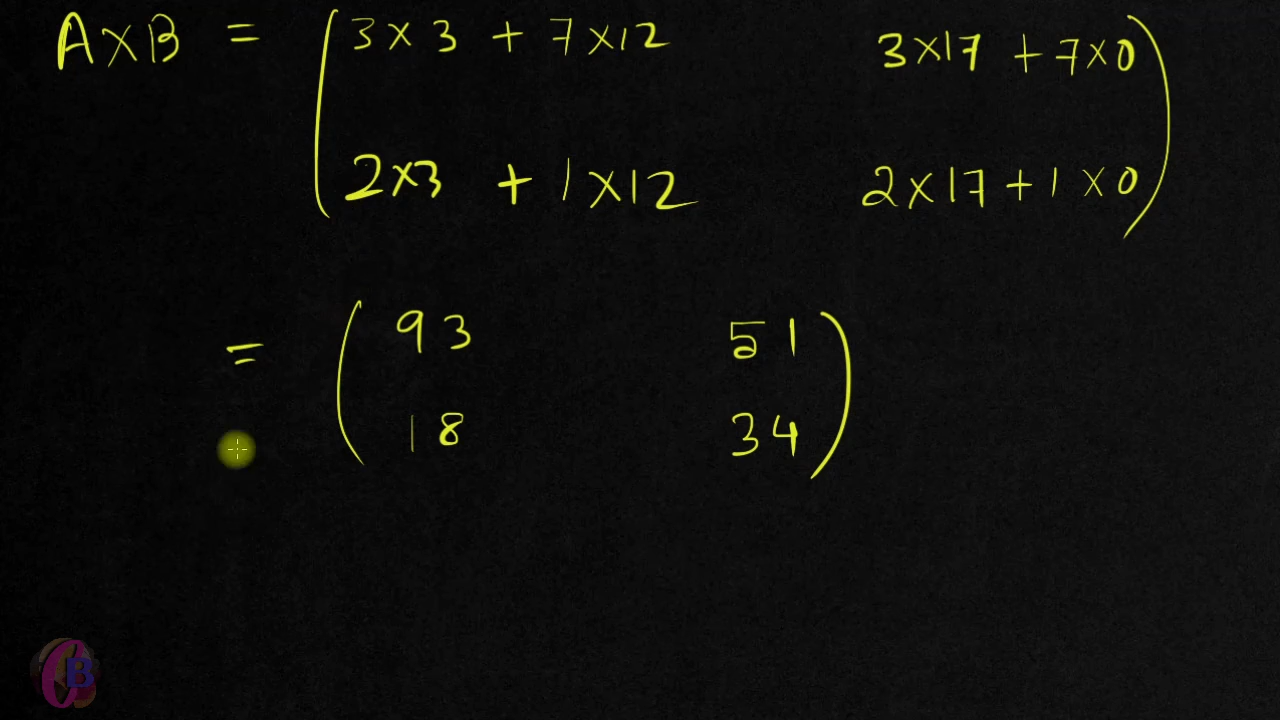 A×B = ( 3×3 + 7×12 3×17 + 7×0 )
2×3 + 1×12 2×17 + 1×0
= ( 93 51 )
18 34
B